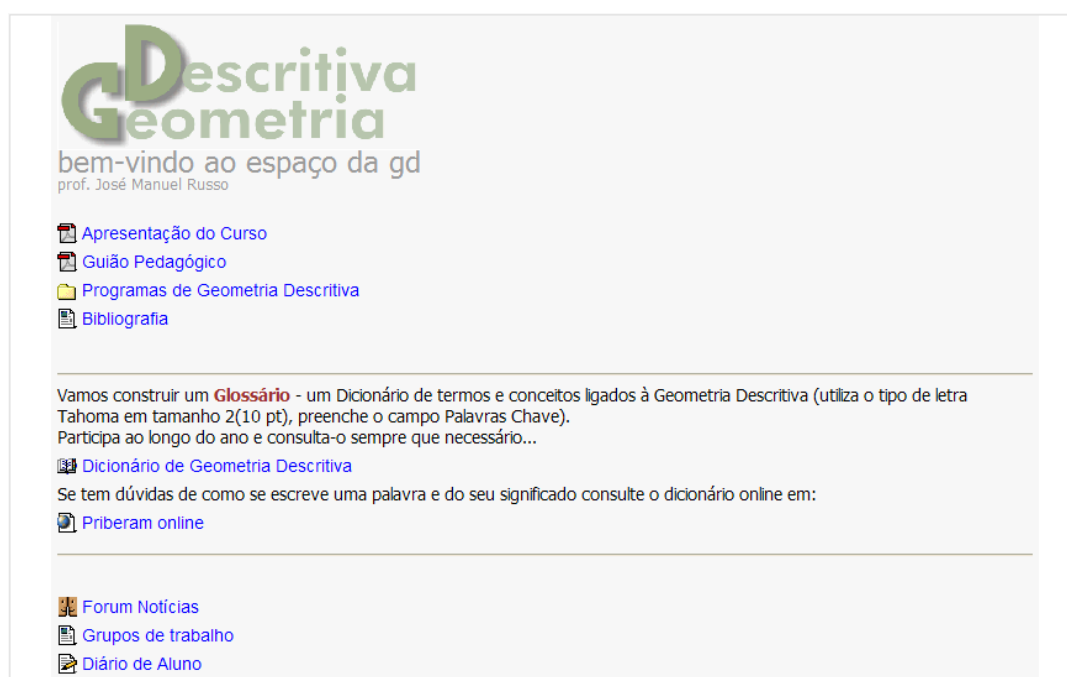 Descritiva
Geometria
bem-vindo ao espaço da gd
prof. José Manuel Russo
Apresentação do Curso
Guião Pedagógico
Programas de Geometria Descritiva
Bibliografia
Vamos construir um Glossário - um Dicionário de termos e conceitos ligados à Geometria Descritiva (utiliza o tipo de letra
Tahoma em tamanho 2(10 pt), preenche o campo Palavras Chave).
Participa ao longo do ano e consulta-o sempre que necessário...
Dicionário de Geometria Descritiva
Se tem dúvidas de como se escreve uma palavra e do seu significado consulte o dicionário online em:
Priberam online
Forum Notícias
Grupos de trabalho
Diário de Aluno